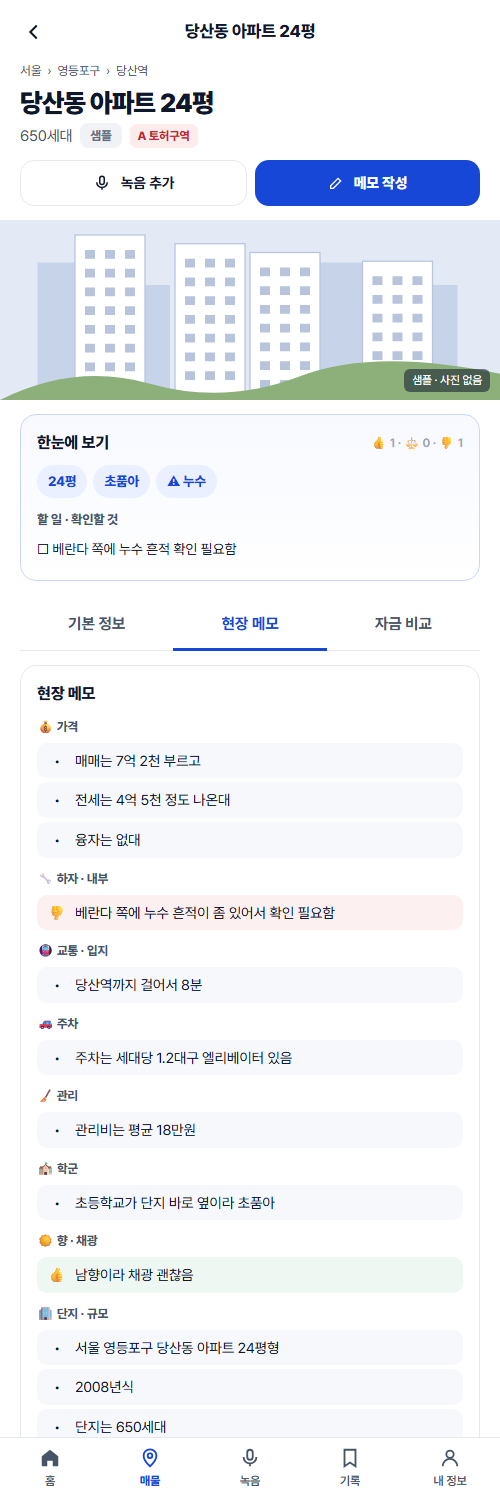 당산동 아파트 24평
서울 › 영등포구 › 당산역
당산동 아파트 24평
650세대 샘플 A 토허구역
녹음 추가
메모 작성
샘플 · 사진 없음
한눈에 보기
👍 1 · ⚖️ 0 · 👎 1
24평 초품아 ⚠ 누수
할 일 · 확인할 것
☐ 베란다 쪽에 누수 흔적 확인 필요함
기본 정보 현장 메모 자금 비교
현장 메모
💰 가격
• 매매는 7억 2천 부르고
• 전세는 4억 5천 정도 나온대
• 융자는 없대
🔧 하자 · 내부
👎 베란다 쪽에 누수 흔적이 좀 있어서 확인 필요함
🚇 교통 · 입지
• 당산역까지 걸어서 8분
🚗 주차
• 주차는 세대당 1.2대구 엘리베이터 있음
🧹 관리
• 관리비는 평균 18만원
🏫 학군
• 초등학교가 단지 바로 옆이라 초품아
🌞 향 · 채광
👍 남향이라 채광 괜찮음
🏢 단지 · 규모
• 서울 영등포구 당산동 아파트 24평형
• 2008년식
• 단지는 650세대
홈 매물 녹음 기록 내 정보